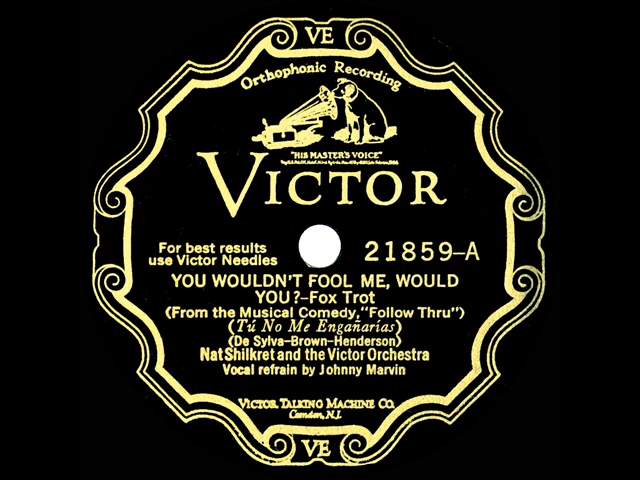 VE
Orthophonic Recording
"HIS MASTER'S VOICE"
VICTOR
For best results
use Victor Needles
21859-A
YOU WOULDN'T FOOL ME, WOULD
YOU?-Fox Trot
(From the Musical Comedy, "Follow Thru")
(Tú No Me Engañarías)
(De Sylva-Brown-Henderson)
Nat Shilkret and the Victor Orchestra
Vocal refrain by Johnny Marvin
VICTOR TALKING MACHINE CO.
Camden, N.J.
VE